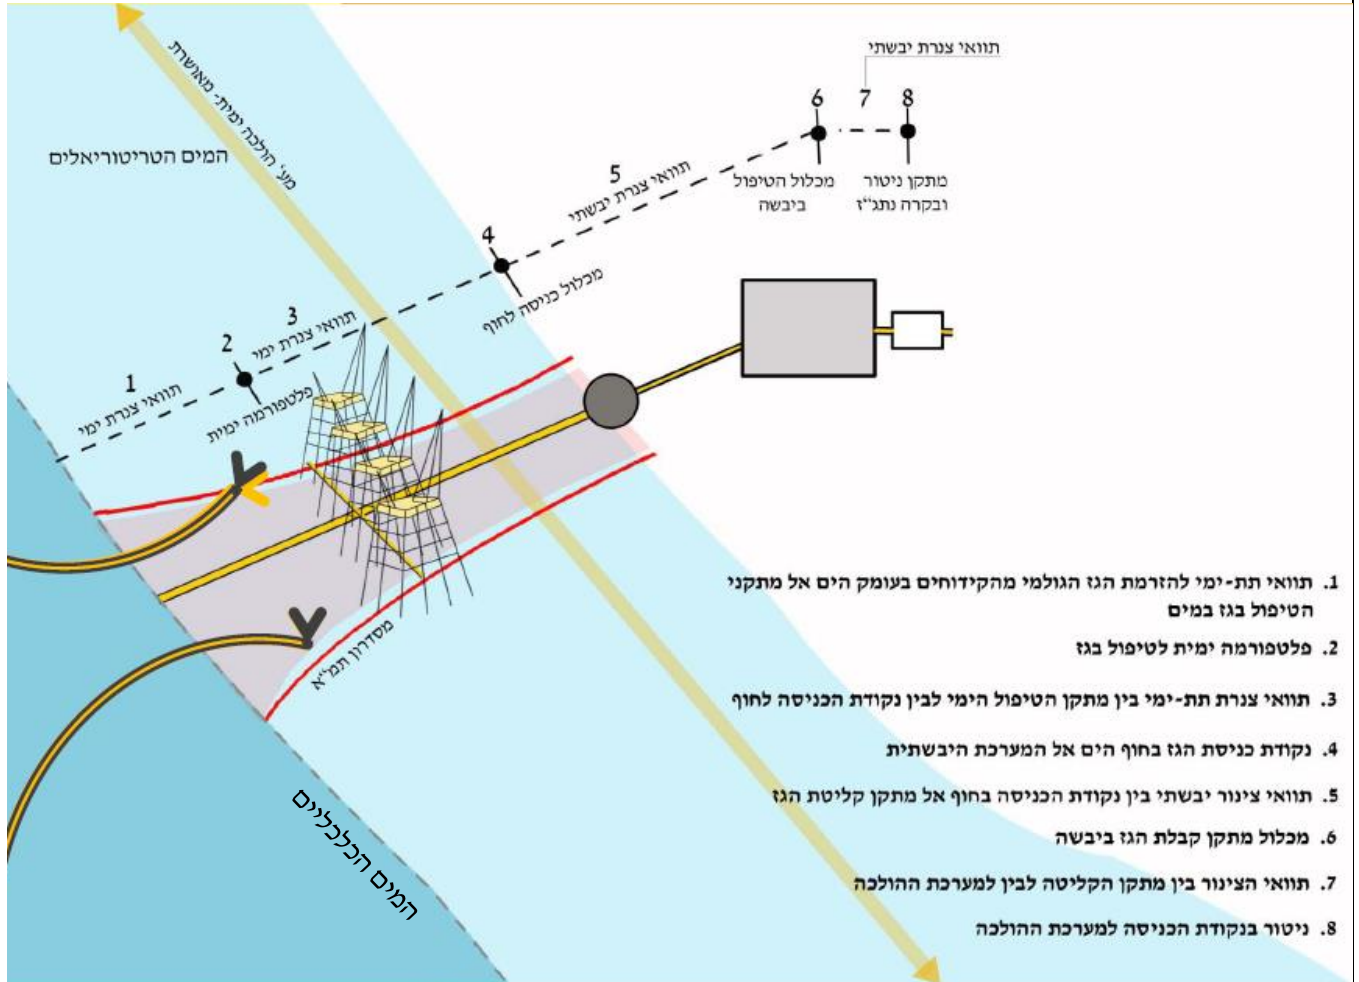 תוואי צנרת יבשתי
6
7
8
מע' הולכה ימית- מאושרת
המים הטריטוריאלים
5
תוואי צנרת יבשתי
מכלול הטיפול
ביבשה
מתקן ניטור
ובקרה נתג"ז
4
מכלול כניסה לחוף
3
תוואי צנרת ימי
2
פלטפורמה ימית
1
תוואי צנרת ימי
מסדרון תמ"א
המים הכלכליים
1. תוואי תת-ימי להזרמת הגז הגולמי מהקידוחים בעומק הים אל מתקני
הטיפול בגז במים
2. פלטפורמה ימית לטיפול בגז
3. תוואי צנרת תת-ימי בין מתקן הטיפול הימי לבין נקודת הכניסה לחוף
4. נקודת כניסת הגז בחוף הים אל המערכת היבשתית
5. תוואי צינור יבשתי בין נקודת הכניסה בחוף אל מתקן קליטת הגז
6. מכלול מתקן קבלת הגז ביבשה
7. תוואי הצינור בין מתקן הקליטה לבין למערכת ההולכה
8. ניטור בנקודת הכניסה למערכת ההולכה